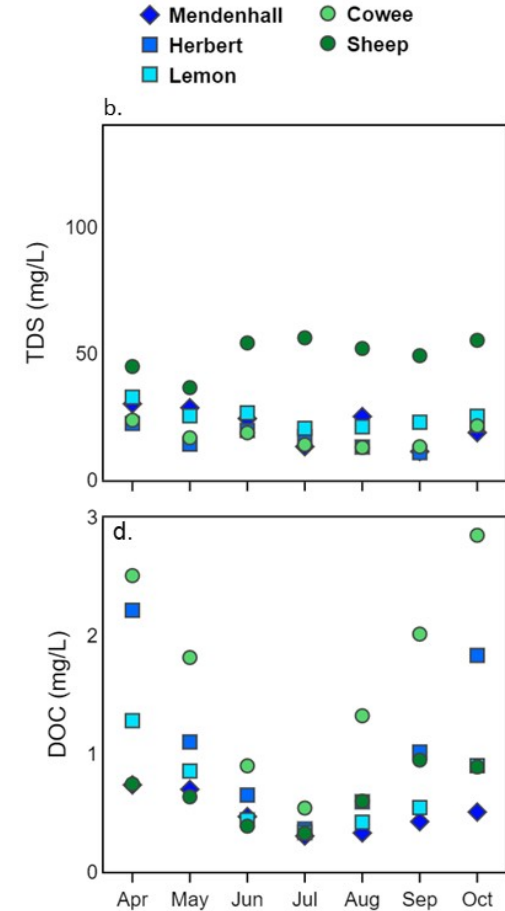 Mendenhall Cowee
Herbert Sheep
Lemon
b.
TDS (mg/L)
100
50
0
d.
DOC (mg/L)
3
2
1
0
Apr May Jun Jul Aug Sep Oct